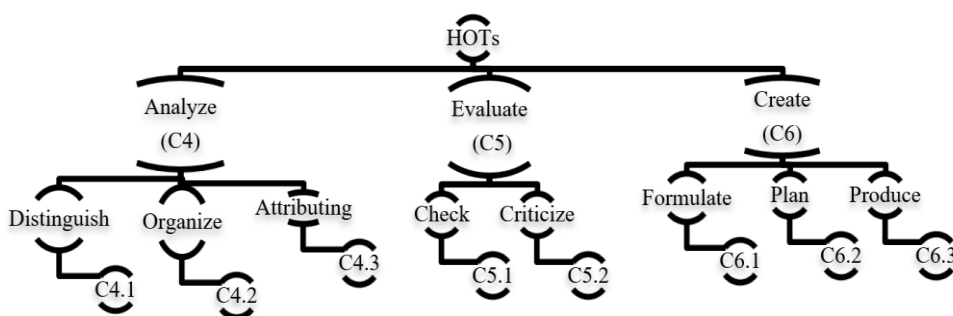 HOTs
Analyze
(C4)
Evaluate
(C5)
Create
(C6)
Distinguish
Organize
Attributing
Check
Criticize
Formulate
Plan
Produce
C4.1
C4.2
C4.3
C5.1
C5.2
C6.1
C6.2
C6.3